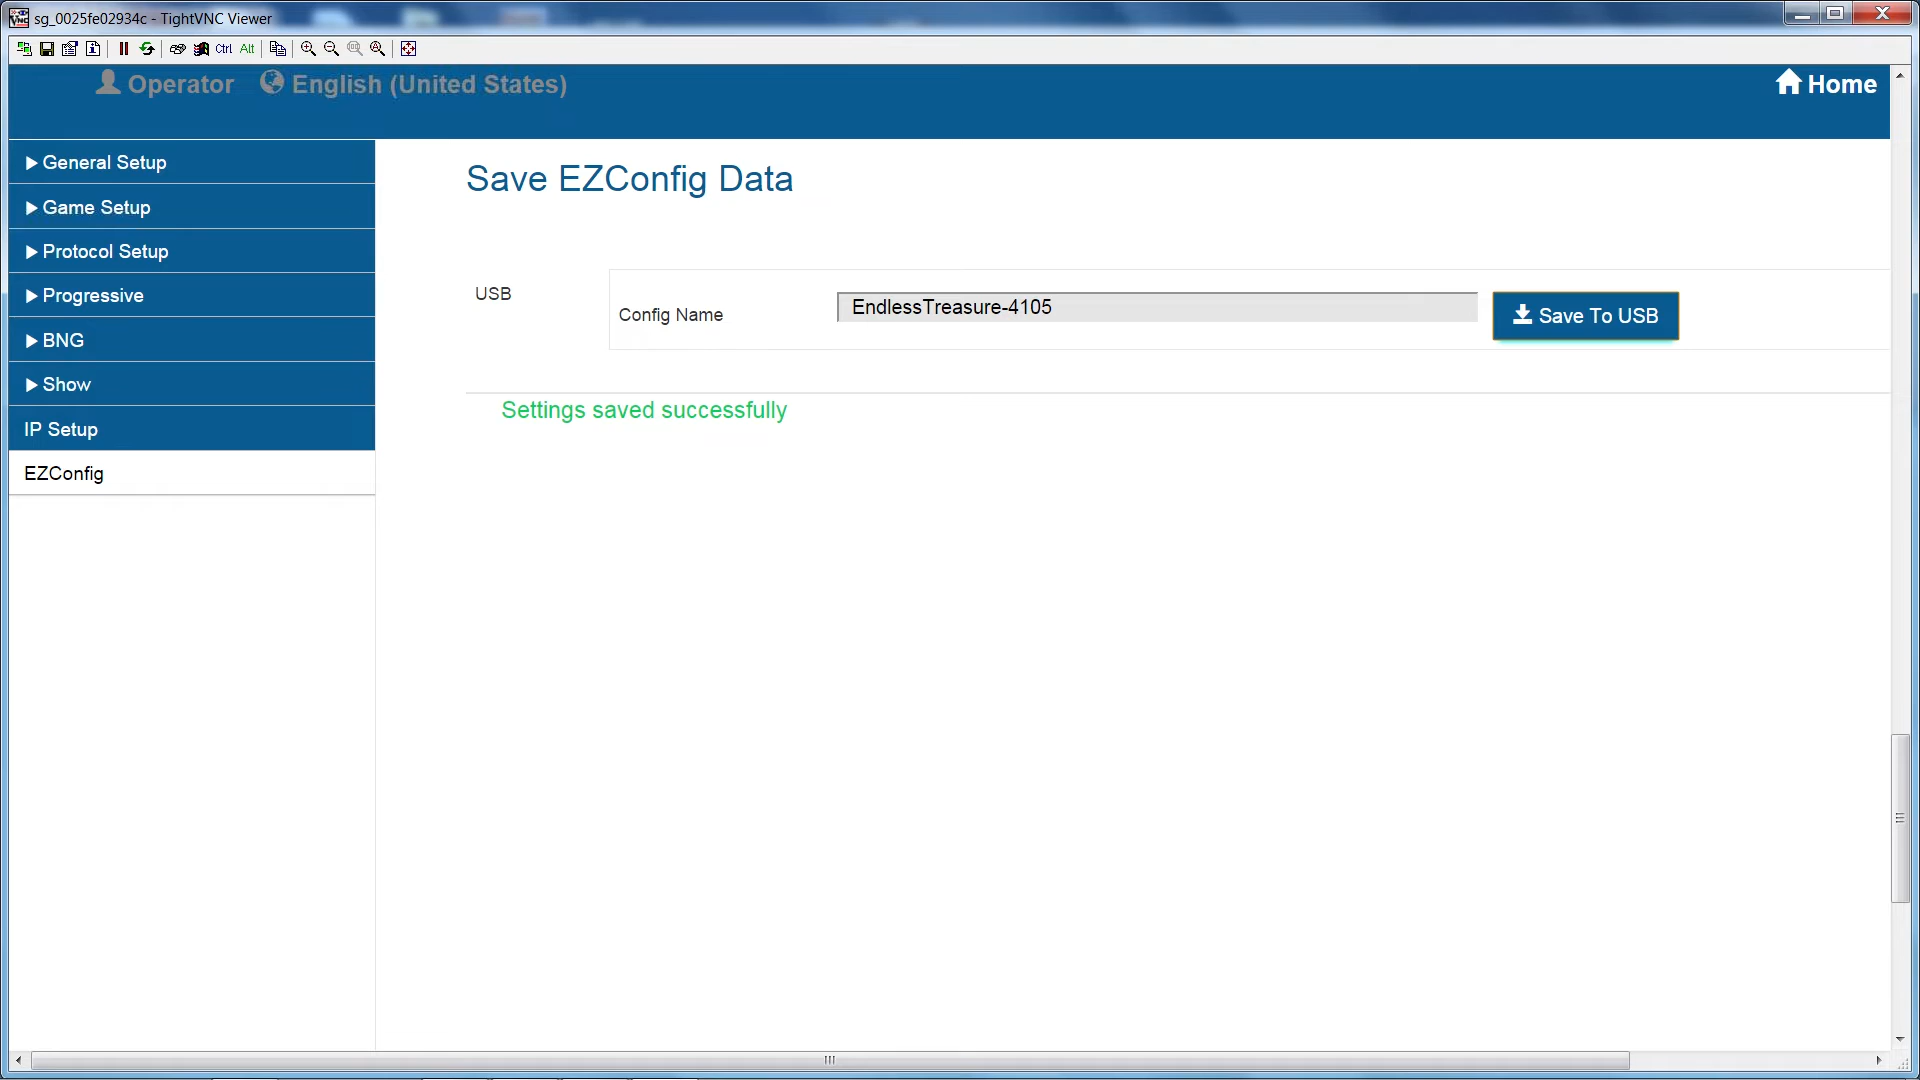 sg_0025fe02934c - TightVNC Viewer
Ctrl Alt
Operator English (United States) Home
General Setup
Game Setup
Protocol Setup
Progressive
BNG
Show
IP Setup
EZConfig
Save EZConfig Data
USB
Config Name EndlessTreasure-4105 Save To USB
Settings saved successfully